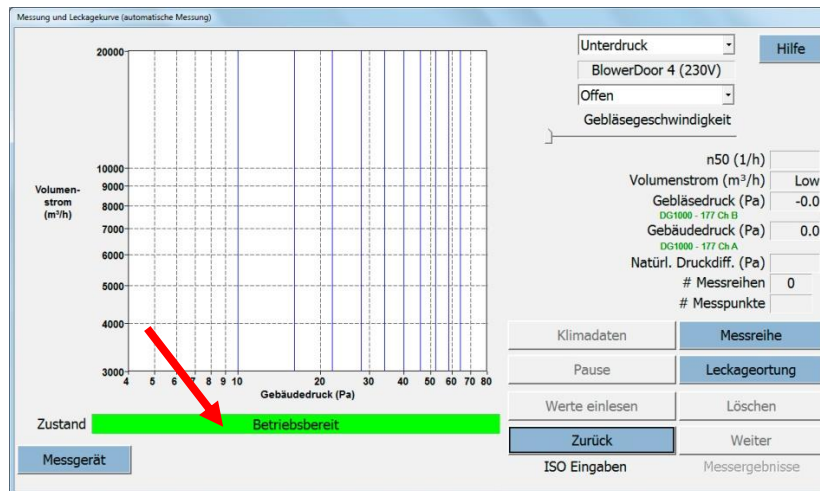 Messung und Leckagekurve (automatische Messung)
20000
10000
9000
8000
7000
6000
5000
4000
3000
Volumen-
strom
(m³/h)
4 5 6 7 8 9 10 20 30 40 50 60 70 80
Gebäudedruck (Pa)
Zustand Betriebsbereit
Messgerät
Unterdruck
Hilfe
BlowerDoor 4 (230V)
Offen
Gebläsegeschwindigkeit
n50 (1/h)
Volumenstrom (m³/h) Low
Gebläsedruck (Pa) -0.0
DG1000 - 177 Ch B
Gebäudedruck (Pa) 0.0
DG1000 - 177 Ch A
Natürl. Druckdiff. (Pa)
# Messreihen 0
# Messpunkte
Klimadaten Messreihe
Pause Leckageortung
Werte einlesen Löschen
Zurück Weiter
ISO Eingaben Messergebnisse